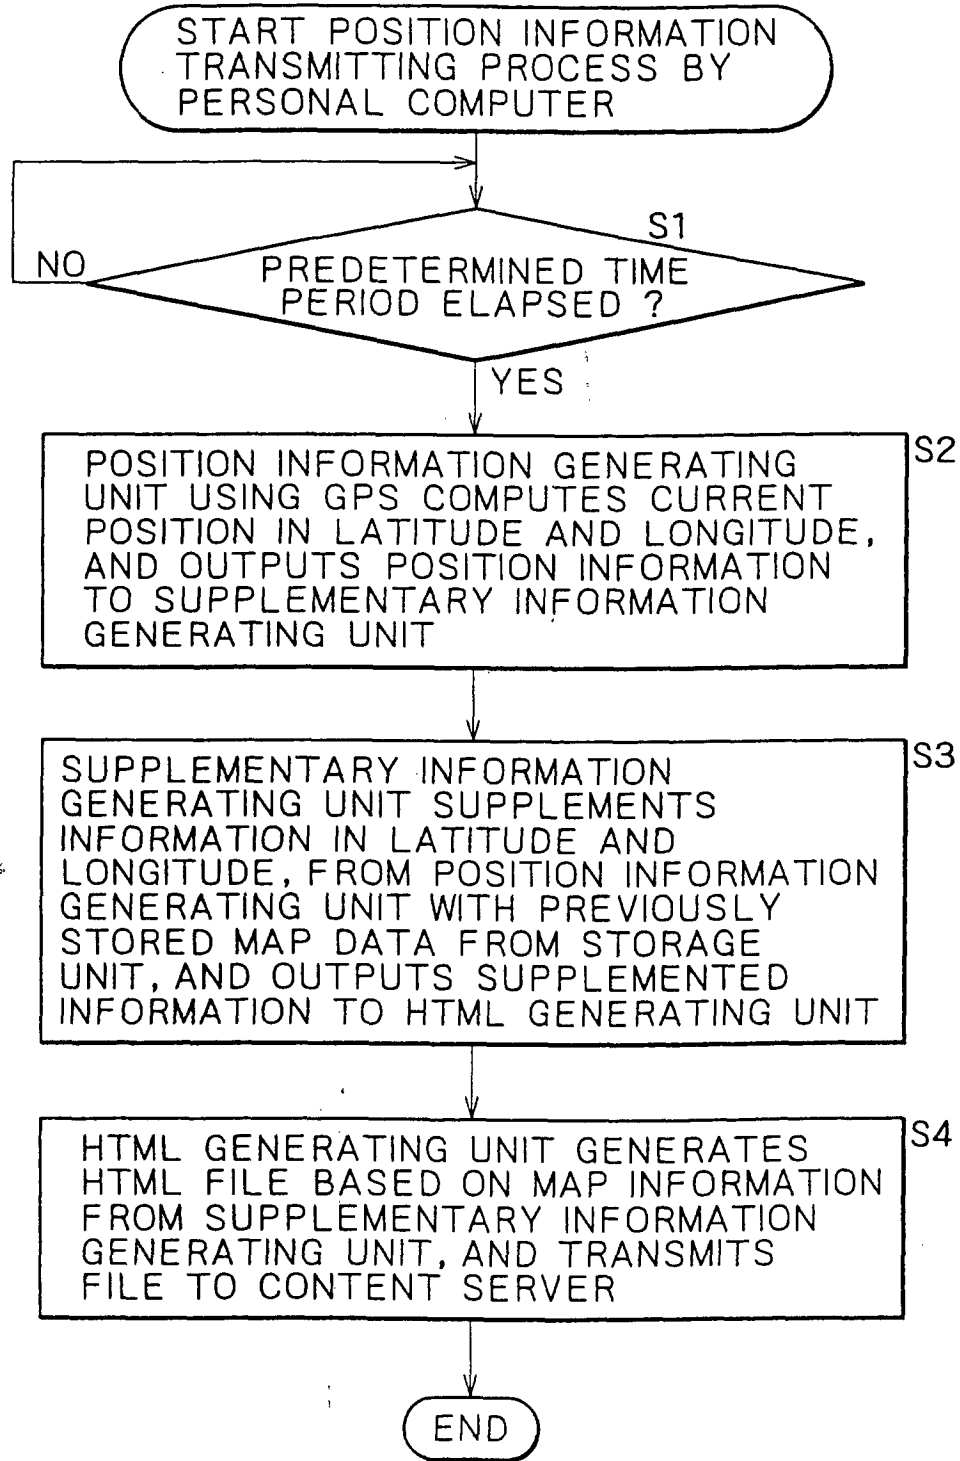 START POSITION INFORMATION
TRANSMITTING PROCESS BY
PERSONAL COMPUTER
S1
NO
PREDETERMINED TIME
PERIOD ELAPSED ?
YES
S2
POSITION INFORMATION GENERATING
UNIT USING GPS COMPUTES CURRENT
POSITION IN LATITUDE AND LONGITUDE,
AND OUTPUTS POSITION INFORMATION
TO SUPPLEMENTARY INFORMATION
GENERATING UNIT
S3
SUPPLEMENTARY INFORMATION
GENERATING UNIT SUPPLEMENTS
INFORMATION IN LATITUDE AND
LONGITUDE, FROM POSITION INFORMATION
GENERATING UNIT WITH PREVIOUSLY
STORED MAP DATA FROM STORAGE
UNIT, AND OUTPUTS SUPPLEMENTED
INFORMATION TO HTML GENERATING UNIT
S4
HTML GENERATING UNIT GENERATES
HTML FILE BASED ON MAP INFORMATION
FROM SUPPLEMENTARY INFORMATION
GENERATING UNIT, AND TRANSMITS
FILE TO CONTENT SERVER
END